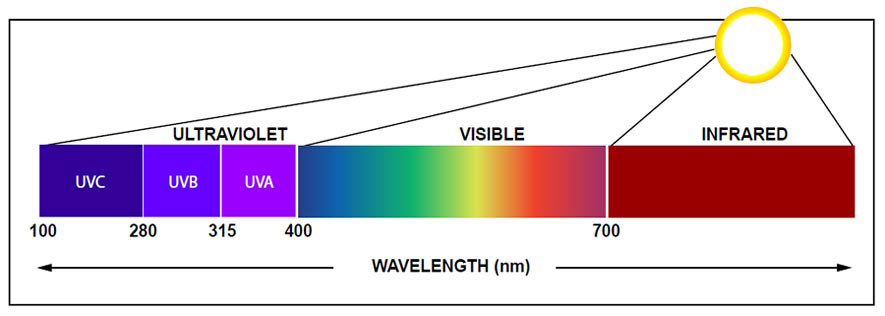 ULTRAVIOLET VISIBLE INFRARED
UVC UVB UVA
100 280 315 400 700
WAVELENGTH (nm)